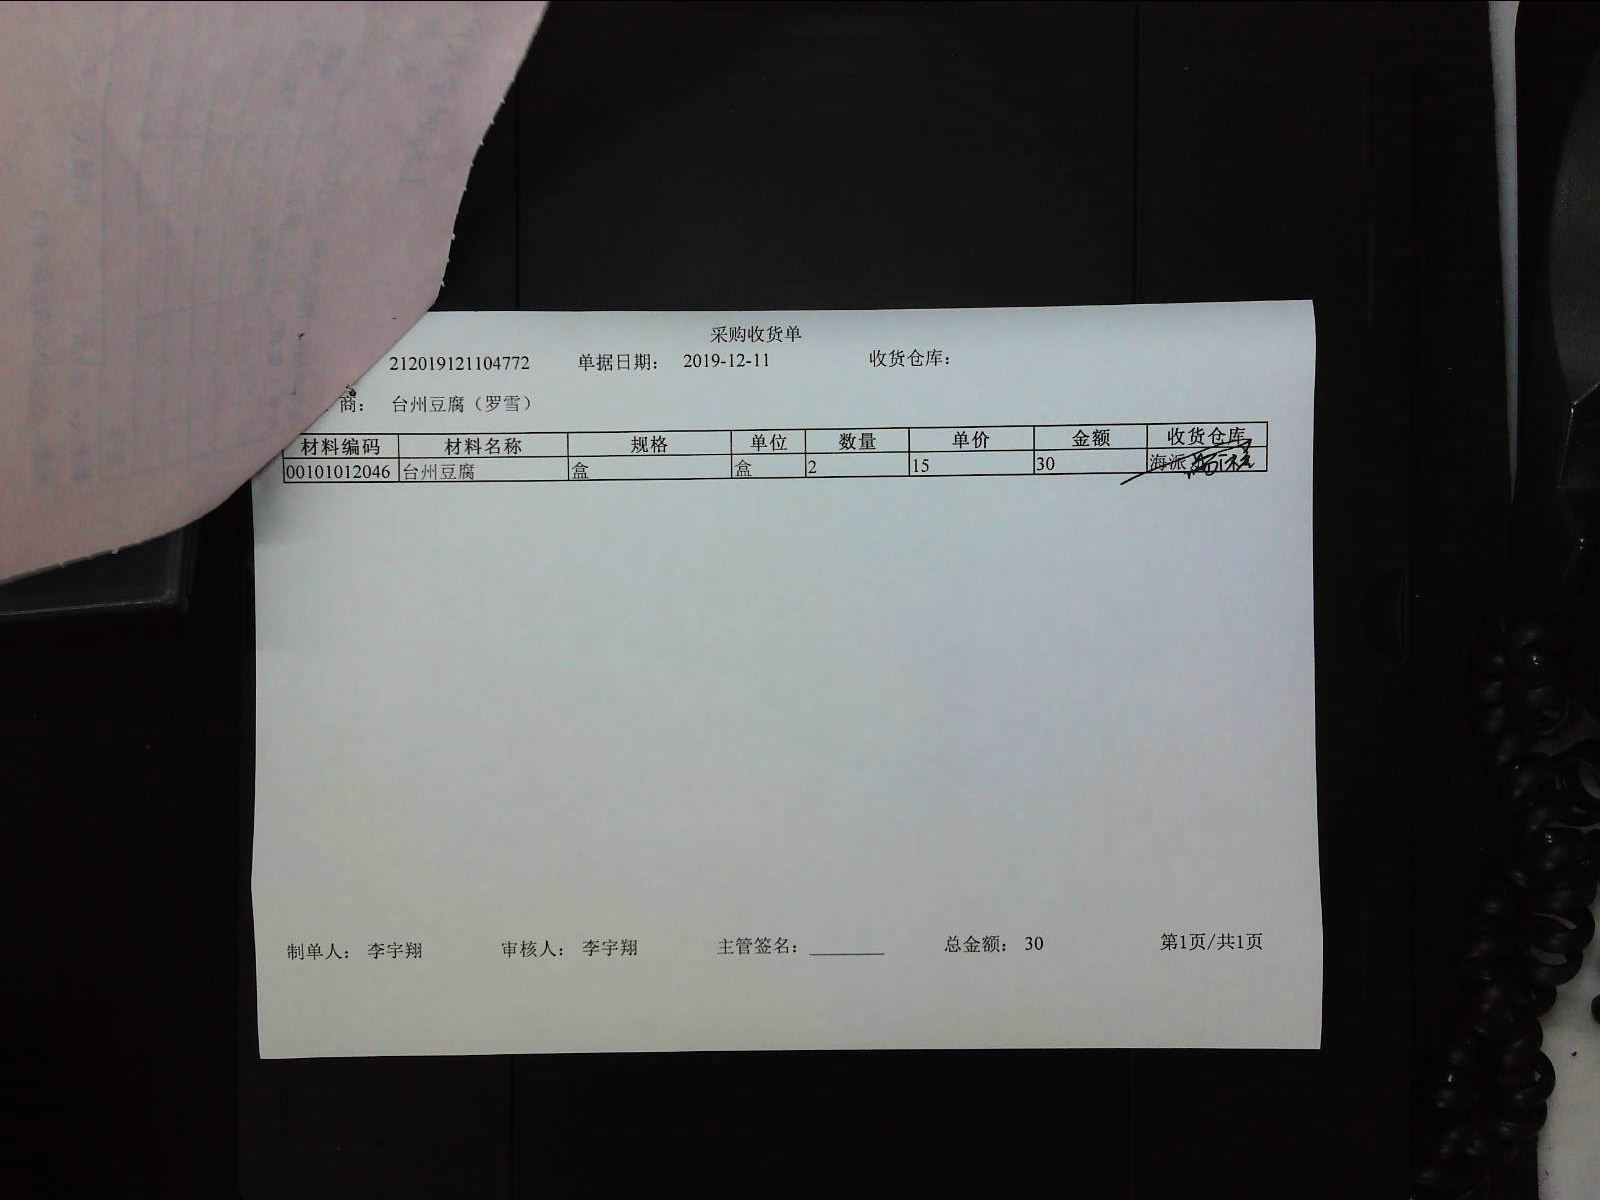 采购收货单
212019121104772 单据日期： 2019-12-11 收货仓库：
商： 台州豆腐（罗雪）
材料编码 材料名称 规格 单位 数量 单价 金额 收货仓库
00101012046 台州豆腐 盒 盒 2 15 30 海派
制单人： 李宇翔 审核人： 李宇翔 主管签名： 总金额： 30 第1页/共1页